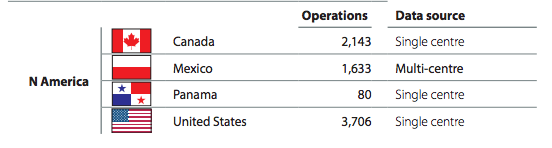 Operations Data source
Canada 2,143 Single centre
Mexico 1,633 Multi-centre
N America
Panama 80 Single centre
United States 3,706 Single centre